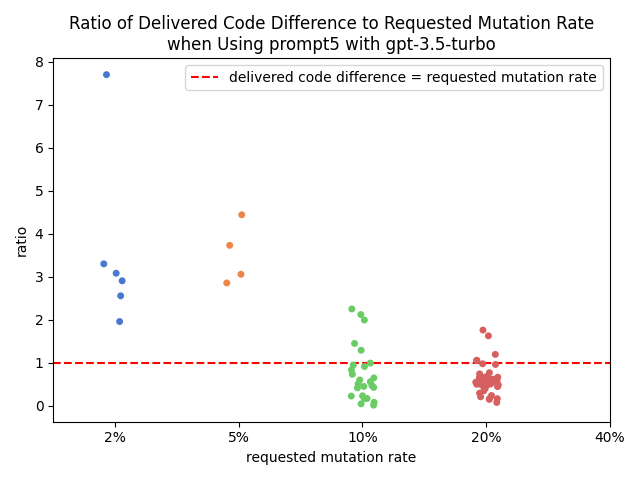 Ratio of Delivered Code Difference to Requested Mutation Rate
when Using prompt5 with gpt-3.5-turbo
delivered code difference = requested mutation rate
8
7
6
5
4
3
2
1
0
ratio
2%
5%
10%
20%
40%
requested mutation rate